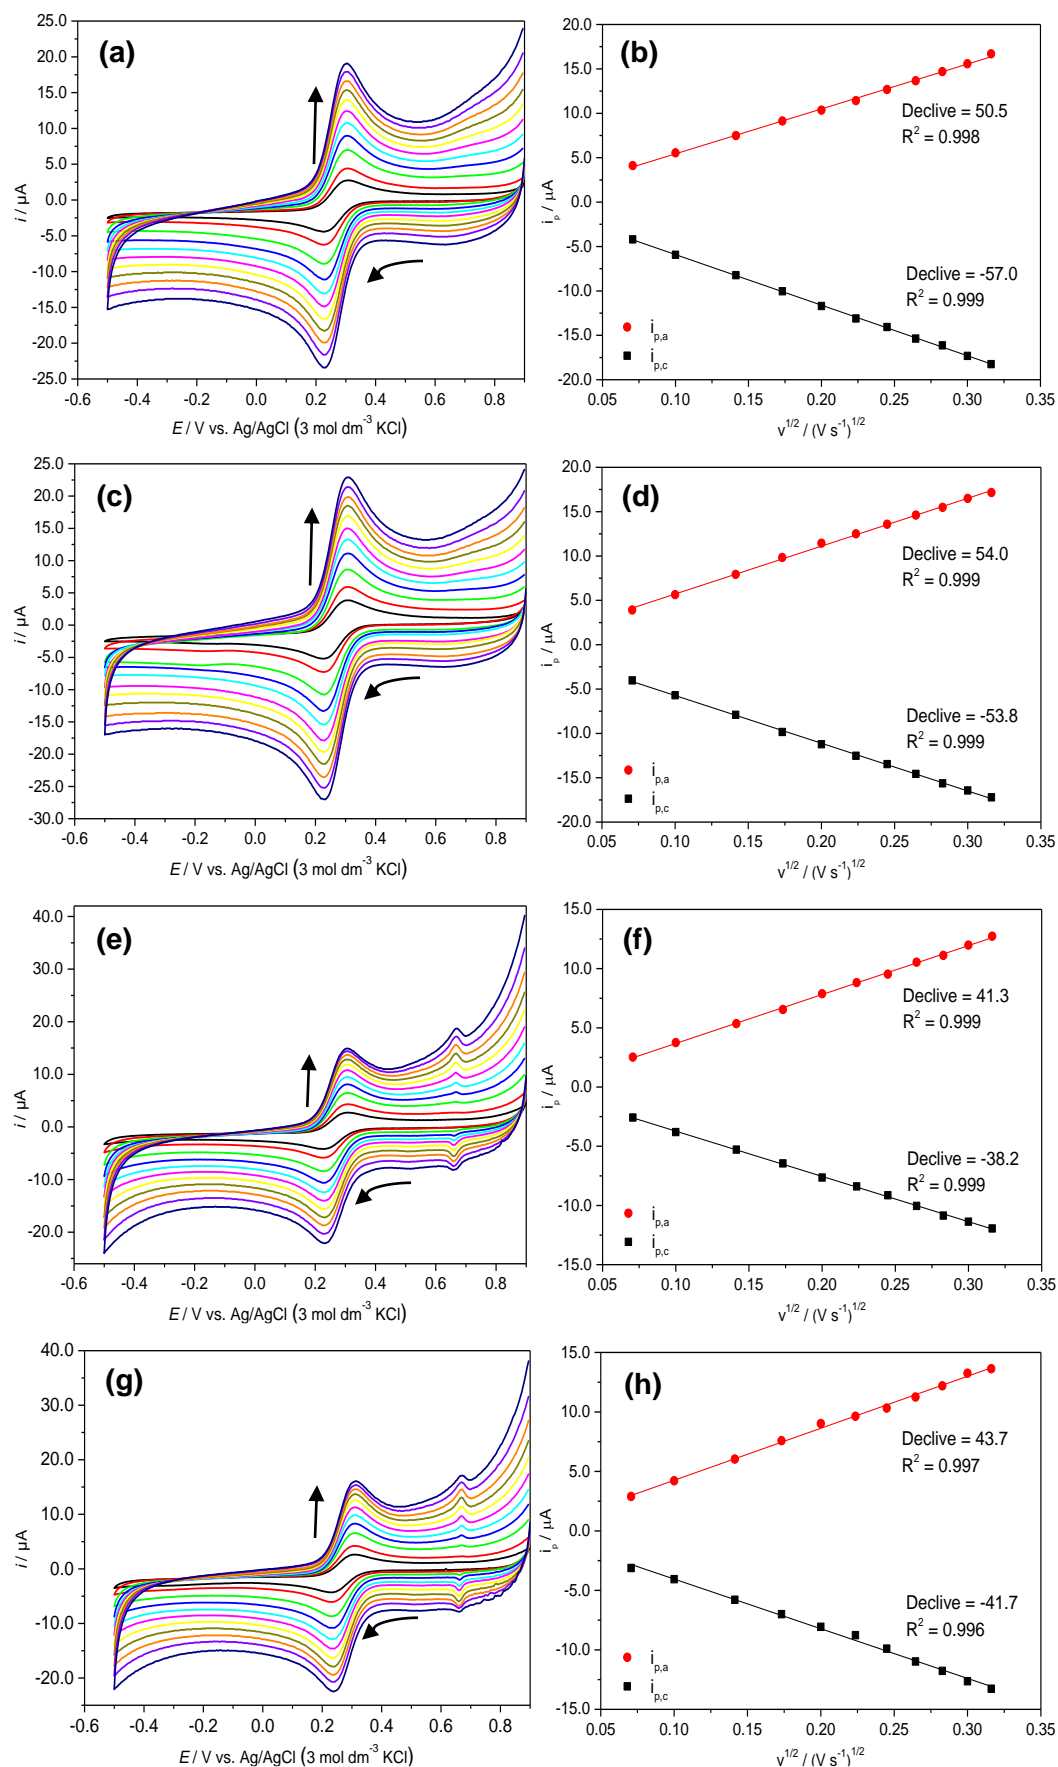 (a)
25.0
20.0
15.0
10.0
5.0
0.0
-5.0
-10.0
-15.0
-20.0
-25.0
i / µA
-0.6 -0.4 -0.2 0.0 0.2 0.4 0.6 0.8
E / V vs. Ag/AgCl (3 mol dm⁻³ KCl)
(b)
20.0
15.0
10.0
5.0
0.0
-5.0
-10.0
-15.0
-20.0
i_p / µA
Declive = 50.5
R² = 0.998
Declive = -57.0
R² = 0.999
i_p,a
i_p,c
0.05 0.10 0.15 0.20 0.25 0.30 0.35
v^1/2 / (V s⁻¹)^1/2
(c)
25.0
20.0
15.0
10.0
5.0
0.0
-5.0
-10.0
-15.0
-20.0
-25.0
-30.0
i / µA
-0.6 -0.4 -0.2 0.0 0.2 0.4 0.6 0.8
E / V vs. Ag/AgCl (3 mol dm⁻³ KCl)
(d)
20.0
15.0
10.0
5.0
0.0
-5.0
-10.0
-15.0
-20.0
i_p / µA
Declive = 54.0
R² = 0.999
Declive = -53.8
R² = 0.999
i_p,a
i_p,c
0.05 0.10 0.15 0.20 0.25 0.30 0.35
v^1/2 / (V s⁻¹)^1/2
(e)
40.0
30.0
20.0
10.0
0.0
-10.0
-20.0
i / µA
-0.6 -0.4 -0.2 0.0 0.2 0.4 0.6 0.8
E / V vs. Ag/AgCl (3 mol dm⁻³ KCl)
(f)
15.0
10.0
5.0
0.0
-5.0
-10.0
-15.0
i_p / µA
Declive = 41.3
R² = 0.999
Declive = -38.2
R² = 0.999
i_p,a
i_p,c
0.05 0.10 0.15 0.20 0.25 0.30 0.35
v^1/2 / (V s⁻¹)^1/2
(g)
40.0
30.0
20.0
10.0
0.0
-10.0
-20.0
i / µA
-0.6 -0.4 -0.2 0.0 0.2 0.4 0.6 0.8
E / V vs. Ag/AgCl (3 mol dm⁻³ KCl)
(h)
15.0
10.0
5.0
0.0
-5.0
-10.0
-15.0
i_p / µA
Declive = 43.7
R² = 0.997
Declive = -41.7
R² = 0.996
i_p,a
i_p,c
0.05 0.10 0.15 0.20 0.25 0.30 0.35
v^1/2 / (V s⁻¹)^1/2